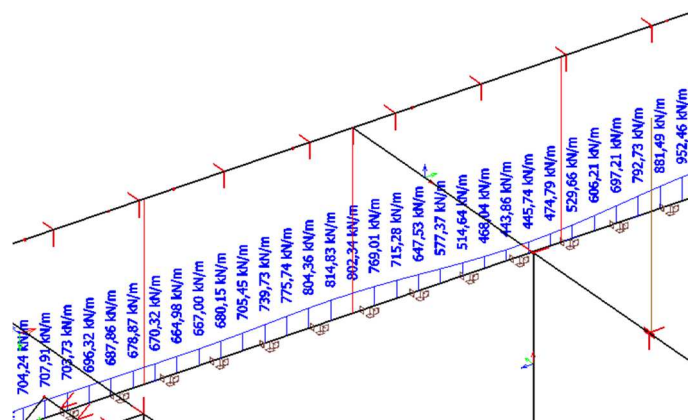 704,24 kN/m
707,91 kN/m
703,73 kN/m
696,32 kN/m
687,86 kN/m
678,87 kN/m
670,32 kN/m
664,98 kN/m
667,00 kN/m
680,15 kN/m
705,45 kN/m
739,73 kN/m
775,74 kN/m
804,36 kN/m
814,83 kN/m
802,34 kN/m
769,01 kN/m
715,28 kN/m
647,53 kN/m
577,37 kN/m
514,64 kN/m
468,04 kN/m
443,86 kN/m
445,74 kN/m
474,79 kN/m
529,66 kN/m
606,21 kN/m
697,21 kN/m
792,73 kN/m
881,49 kN/m
952,46 kN/m